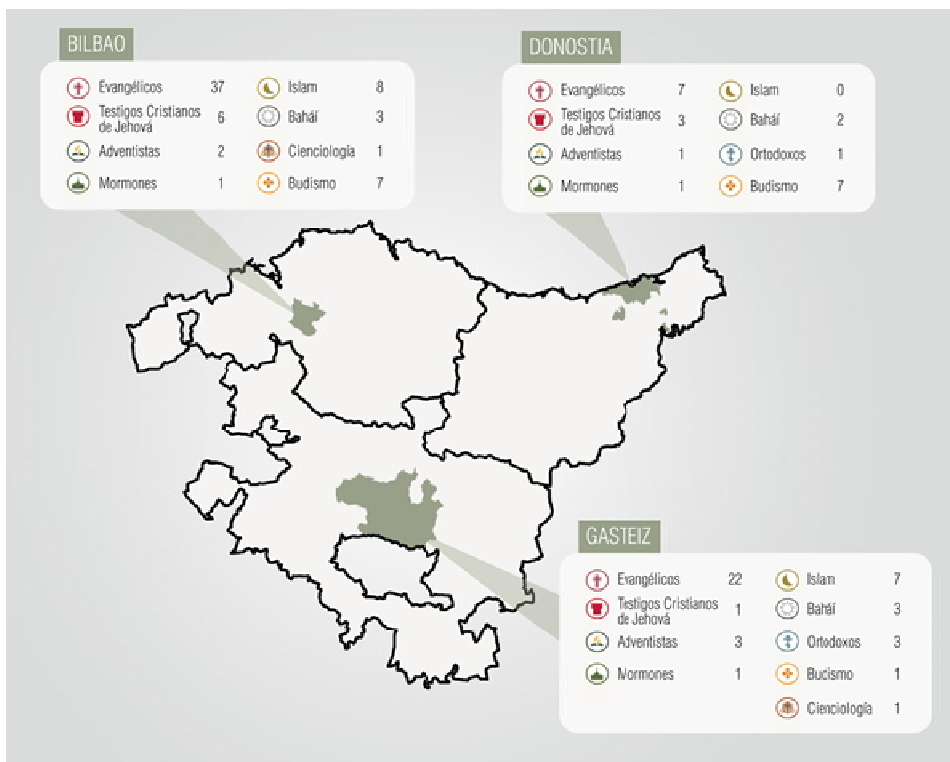 BILBAO
Evangélicos 37
Testigos Cristianos
de Jehová 6
Adventistas 2
Mormones 1
Islam 8
Baháí 3
Cienciología 1
Budismo 7
DONOSTIA
Evangélicos 7
Testigos Cristianos
de Jehová 3
Adventistas 1
Mormones 1
Islam 0
Baháí 2
Ortodoxos 1
Budismo 7
GASTEIZ
Evangélicos 22
Testigos Cristianos
de Jehová 1
Adventistas 3
Mormones 1
Islam 7
Baháí 3
Ortodoxos 3
Budismo 1
Cienciología 1